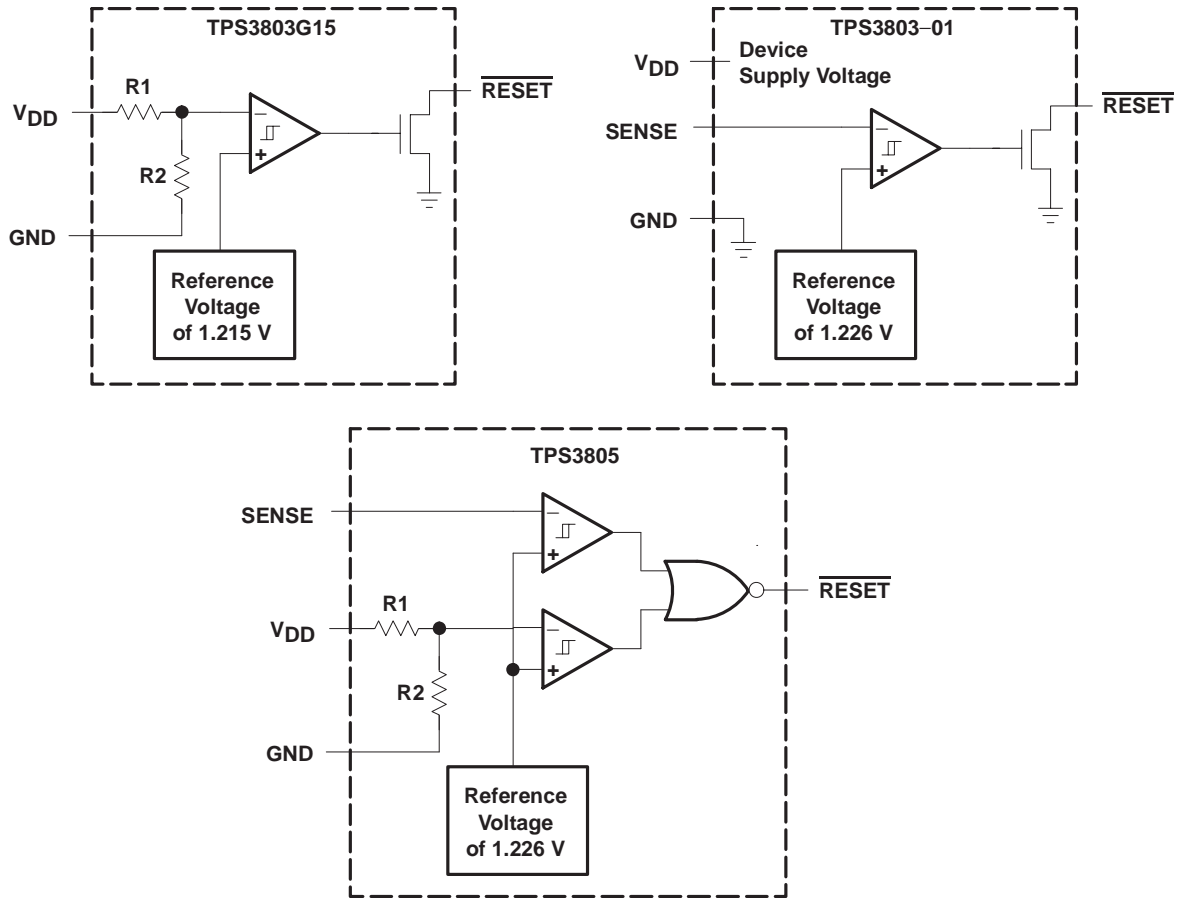 TPS3803G15
R1
VDD
R2
GND
−
+
RESET
Reference
Voltage
of 1.215 V
TPS3803−01
VDD
Device
Supply Voltage
SENSE
GND
−
+
RESET
Reference
Voltage
of 1.226 V
TPS3805
SENSE
−
+
R1
VDD
−
+
R2
GND
RESET
Reference
Voltage
of 1.226 V